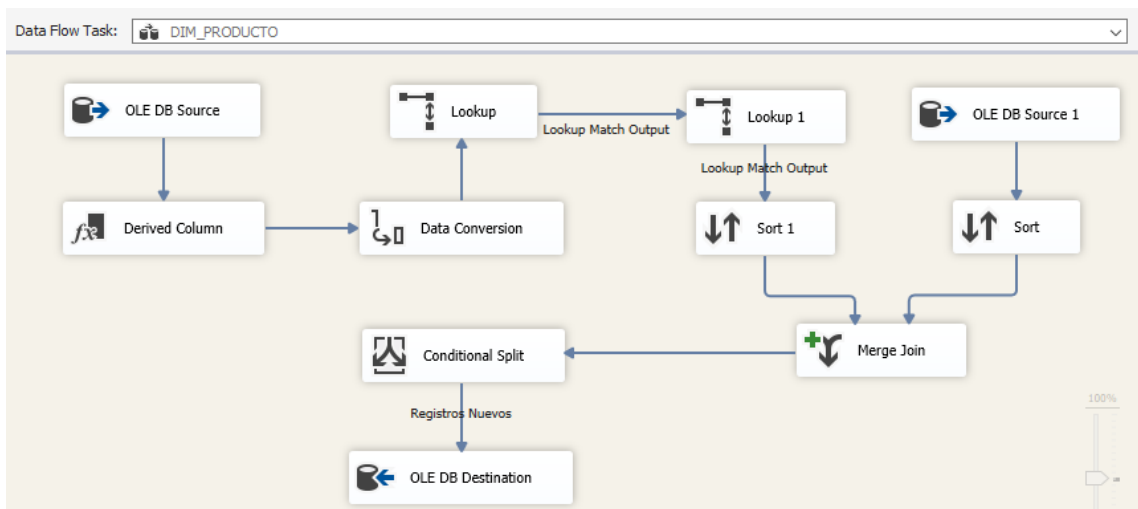 Data Flow Task: DIM_PRODUCTO
OLE DB Source
Lookup
Lookup Match Output
Lookup 1
OLE DB Source 1
Lookup Match Output
Derived Column
Data Conversion
Sort 1
Sort
Conditional Split
Merge Join
Registros Nuevos
OLE DB Destination
100%